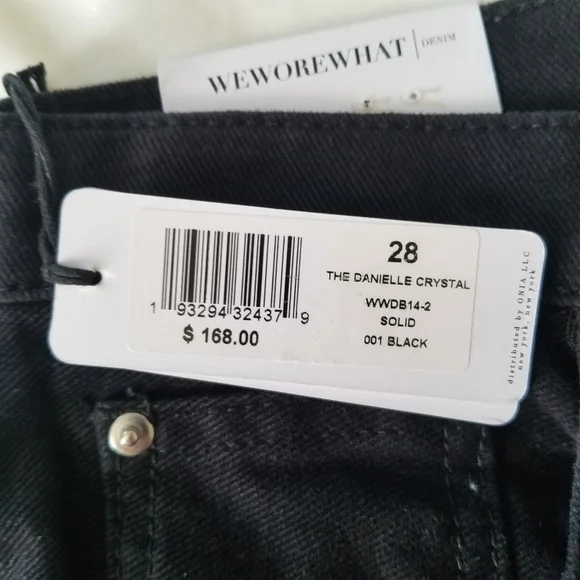 WEWOREWHAT | DENIM
28
THE DANIELLE CRYSTAL
WWDB14-2
SOLID
001 BLACK
1 93294 32437 9
$ 168.00
distributed by ONIA LLC
new york, new york